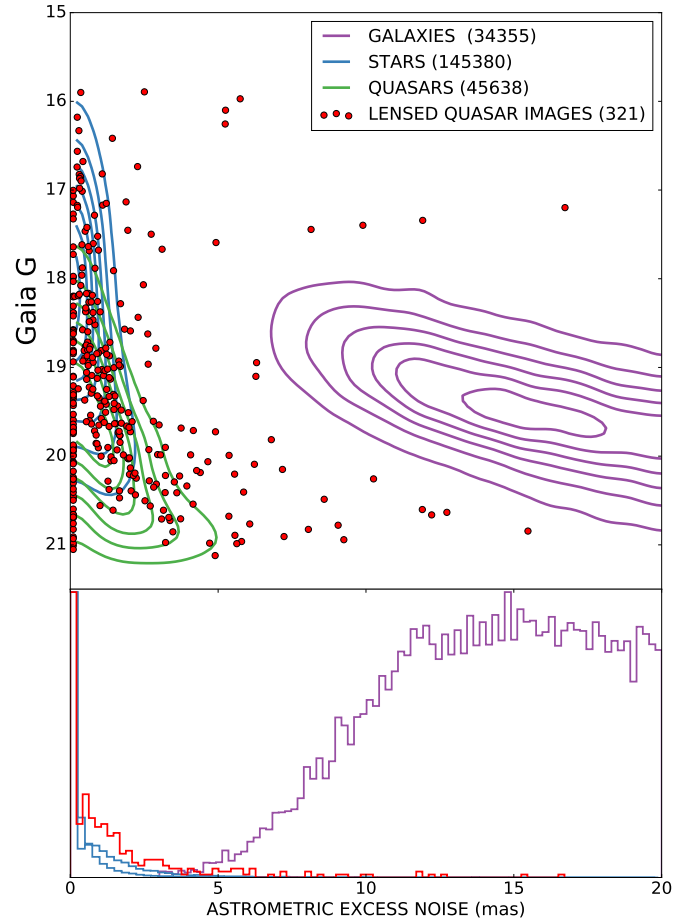 15
16
17
18
19
20
21
Gaia G
GALAXIES (34355)
STARS (145380)
QUASARS (45638)
LENSED QUASAR IMAGES (321)
0
5
10
15
20
ASTROMETRIC EXCESS NOISE (mas)